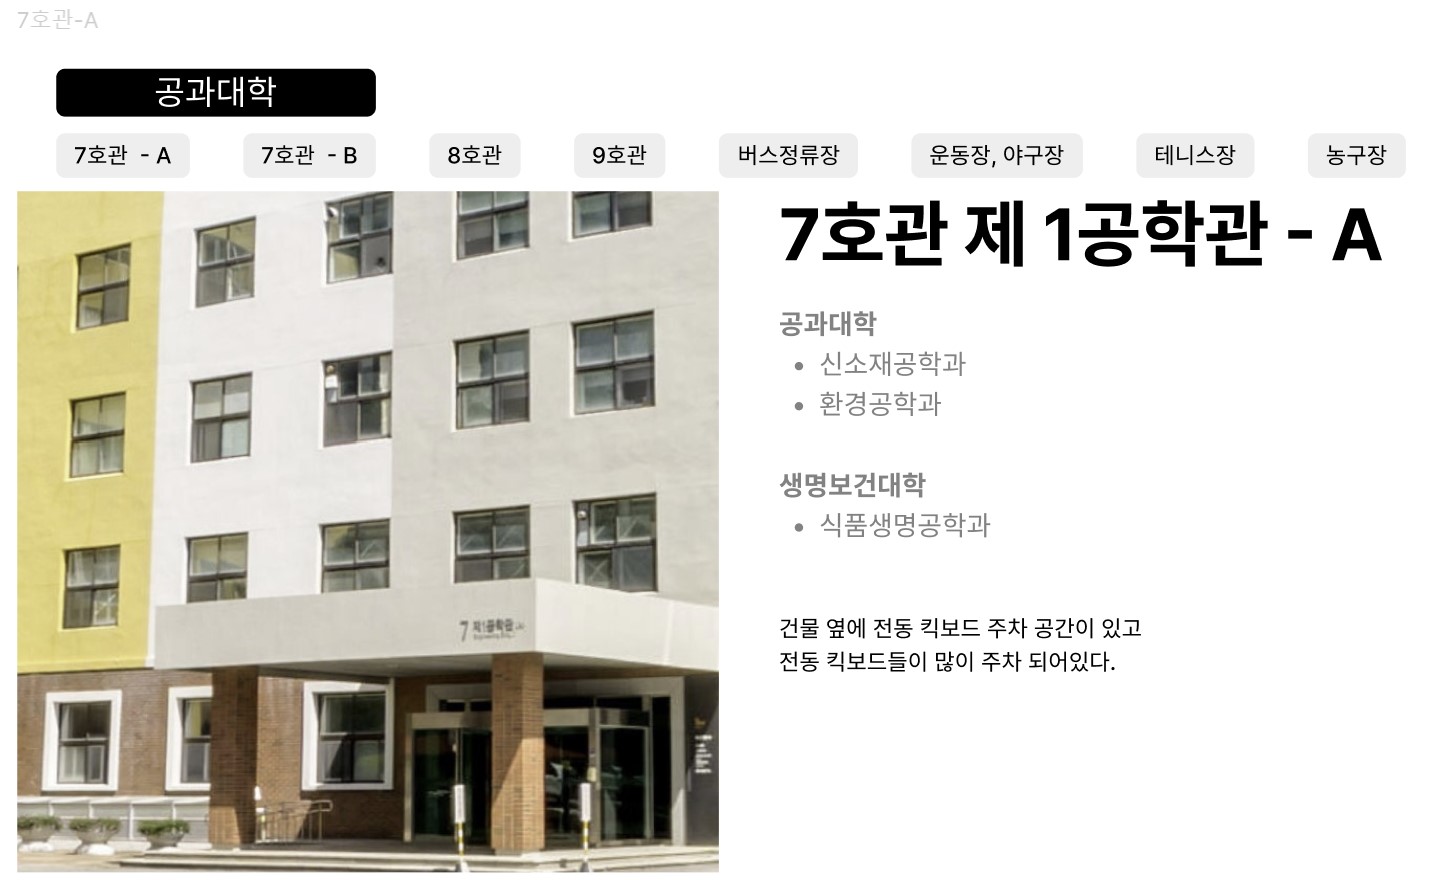 7호관-A
공과대학
7호관 - A
7호관 - B
8호관
9호관
버스정류장
운동장, 야구장
테니스장
농구장
7호관 제 1공학관 - A
공과대학
• 신소재공학과
• 환경공학과
생명보건대학
• 식품생명공학과
건물 옆에 전동 킥보드 주차 공간이 있고
전동 킥보드들이 많이 주차 되어있다.
7 제1공학관